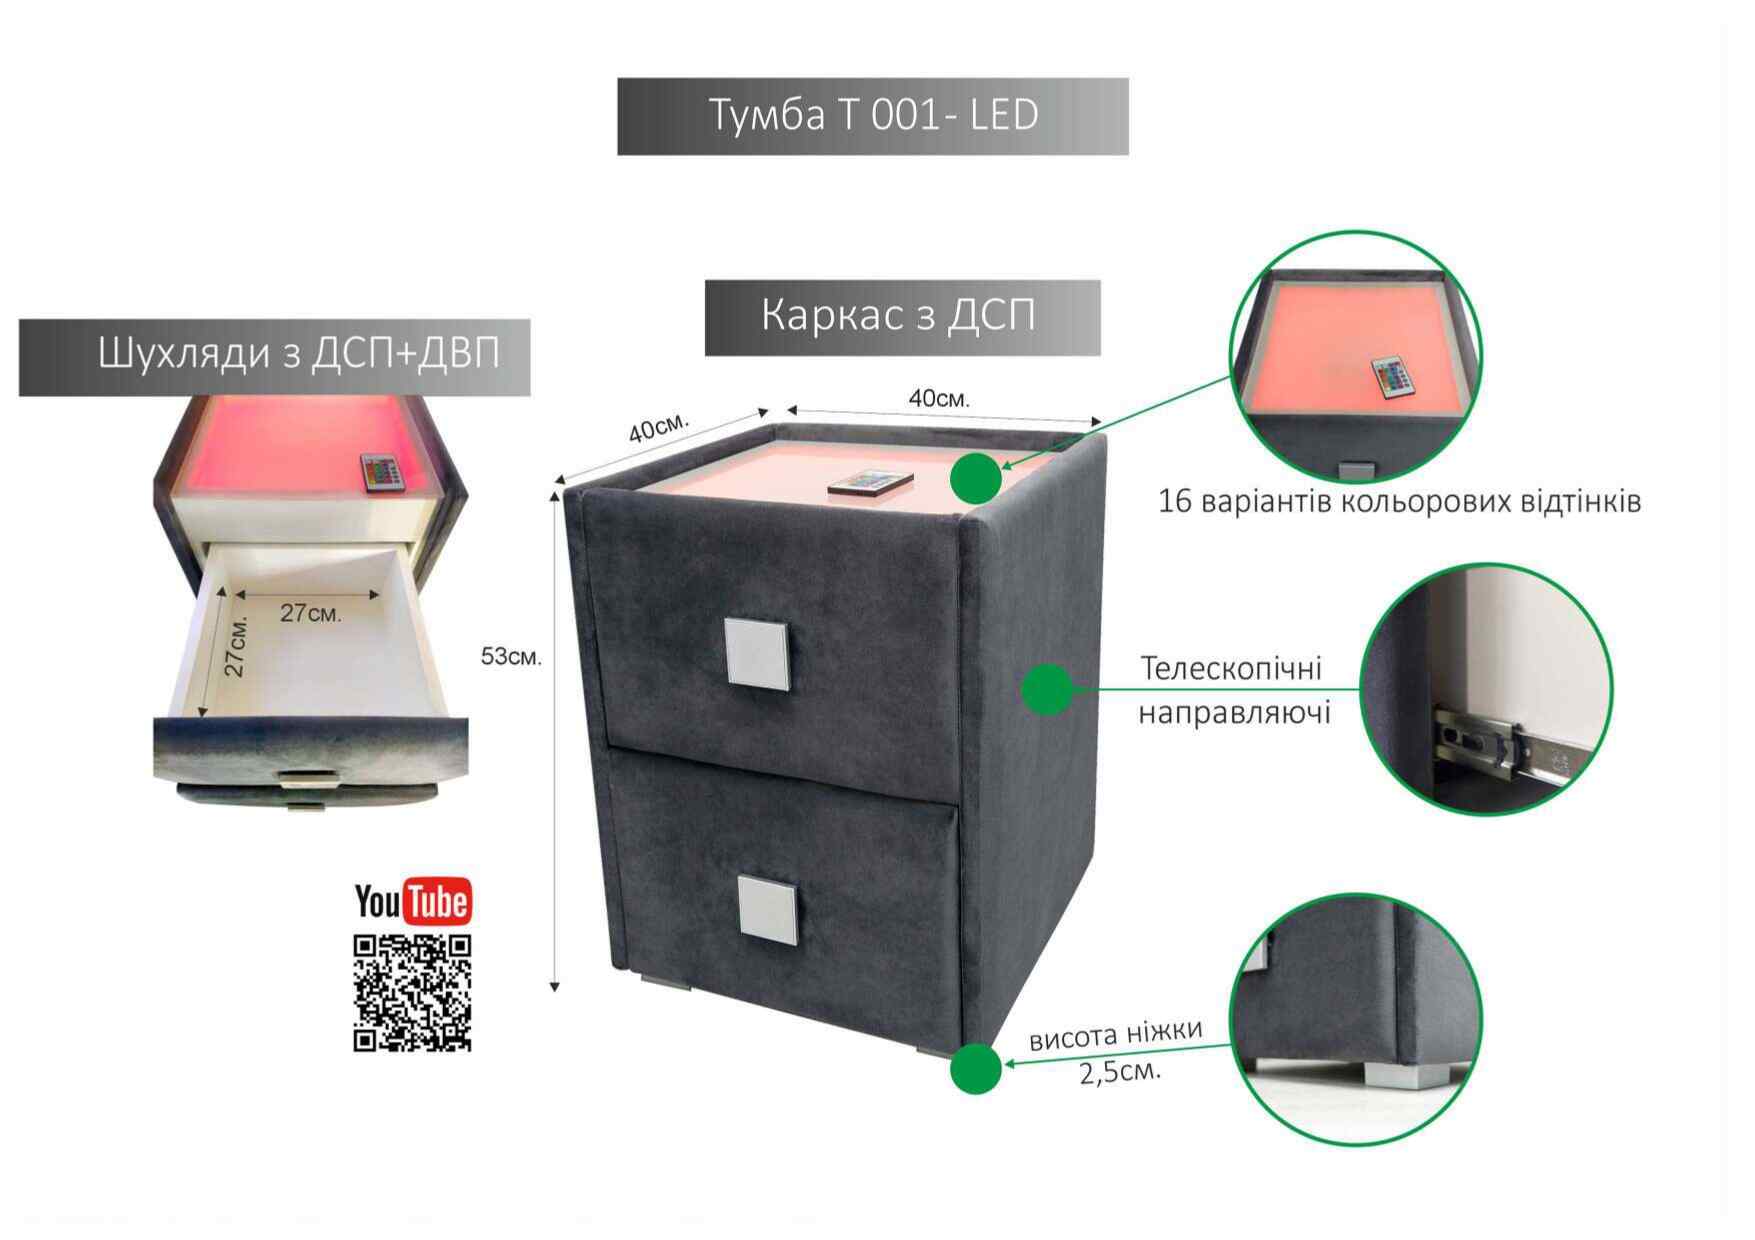 Тумба Т 001- LED
Каркас з ДСП
Шухляди з ДСП+ДВП
40см.
40см.
53см.
27см.
27см.
16 варіантів кольорових відтінків
Телескопічні
направляючі
висота ніжки
2,5см.
YouTube